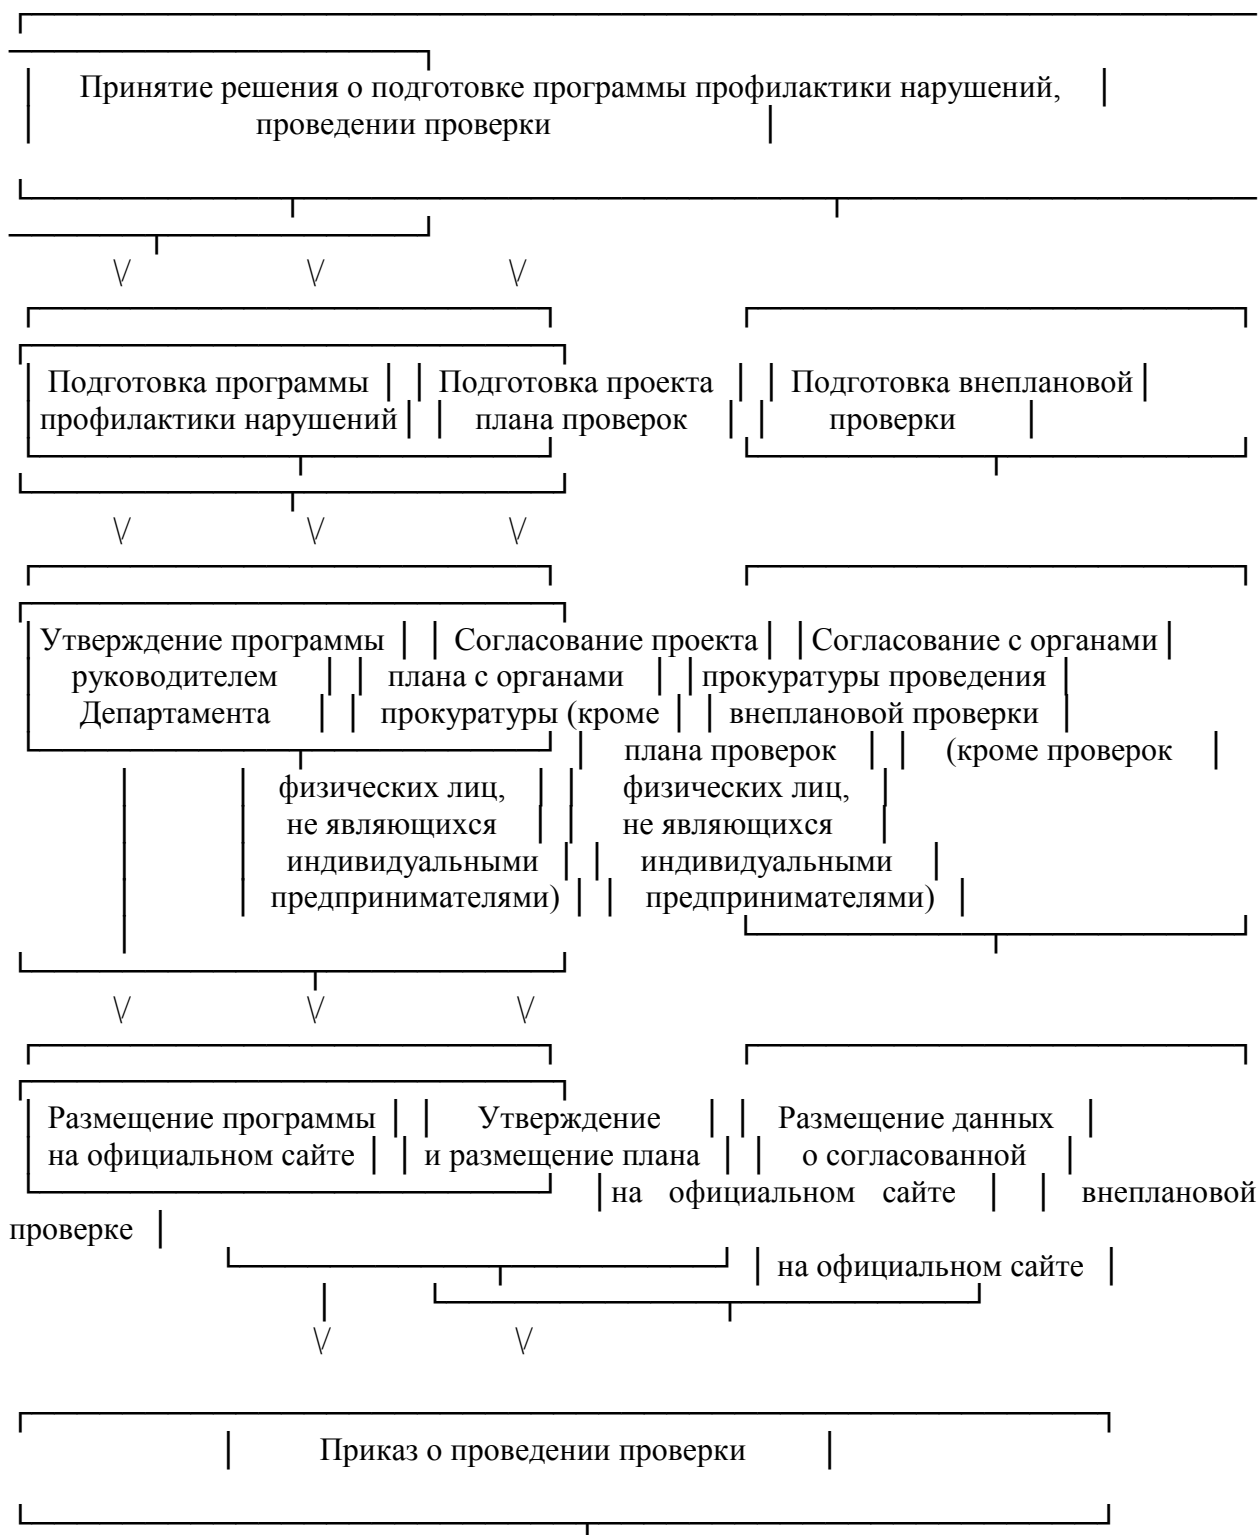 Принятие решения о подготовке программы профилактики нарушений,
проведении проверки
Подготовка программы Подготовка проекта Подготовка внеплановой
профилактики нарушений плана проверок проверки
Утверждение программы Согласование проекта Согласование с органами
руководителем плана с органами прокуратуры проведения
Департамента прокуратуры (кроме внеплановой проверки
плана проверок (кроме проверок
физических лиц, физических лиц,
не являющихся не являющихся
индивидуальными индивидуальными
предпринимателями) предпринимателями)
Размещение программы Утверждение Размещение данных
на официальном сайте и размещение плана о согласованной
на официальном сайте внеплановой
проверке
на официальном сайте
Приказ о проведении проверки